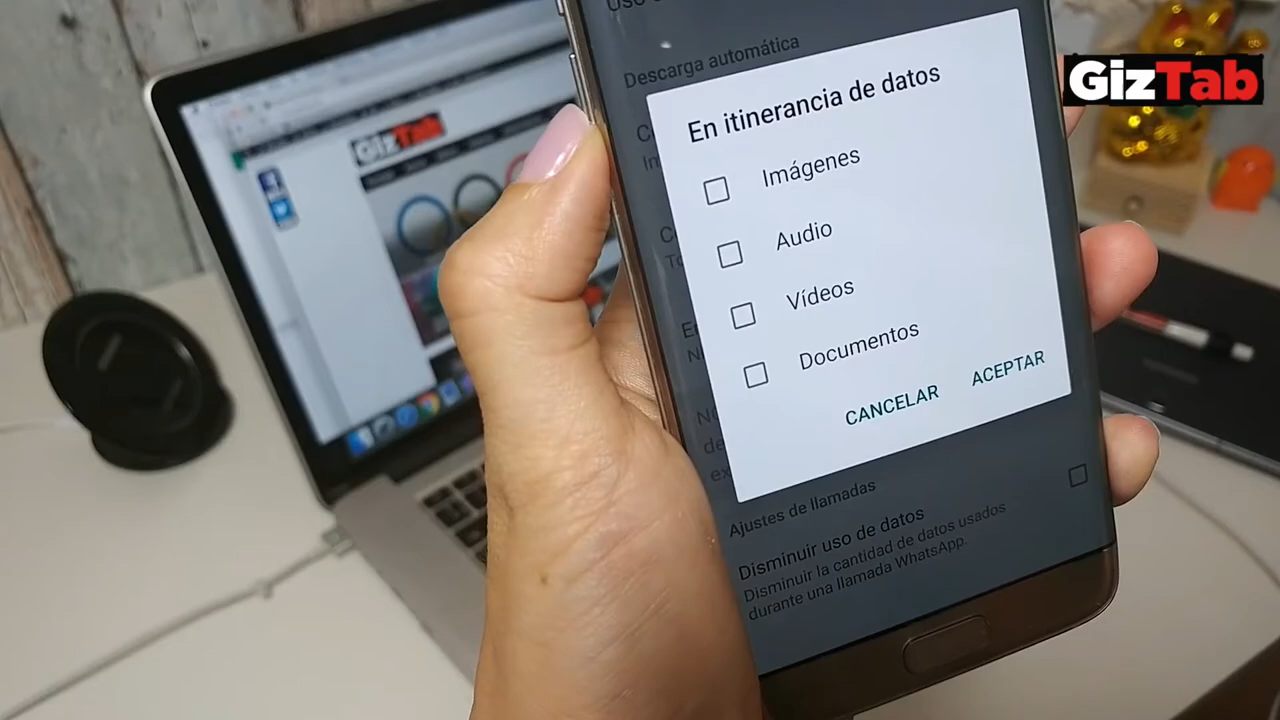 Descarga automática
GizTab
GizTab
En itinerancia de datos
Imágenes
Audio
Vídeos
Documentos
CANCELAR
ACEPTAR
Ajustes de llamadas
Disminuir uso de datos
Disminuir la cantidad de datos usados
durante una llamada WhatsApp.